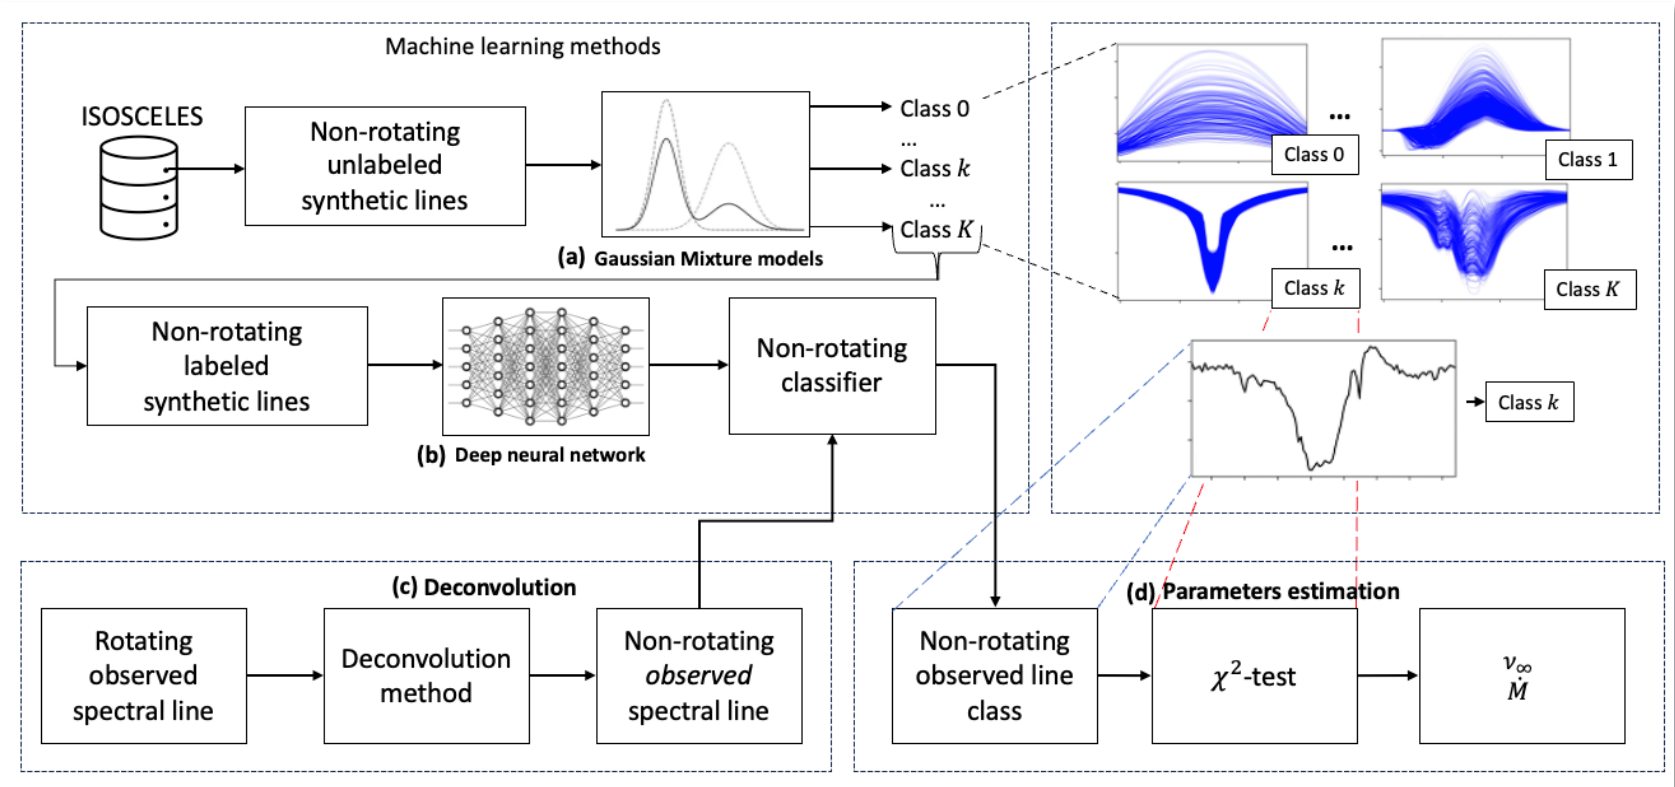 Machine learning methods
ISOSCELES
Non-rotating
unlabeled
synthetic lines
Class 0
...
Class k
...
Class K
(a) Gaussian Mixture models
...
Class 0
Class 1
...
Class k
Class K
Non-rotating
labeled
synthetic lines
(b) Deep neural network
Non-rotating
classifier
Class k
(c) Deconvolution
Rotating
observed
spectral line
Deconvolution
method
Non-rotating
observed
spectral line
(d) Parameters estimation
Non-rotating
observed line
class
χ²-test
ν∞
Ṁ